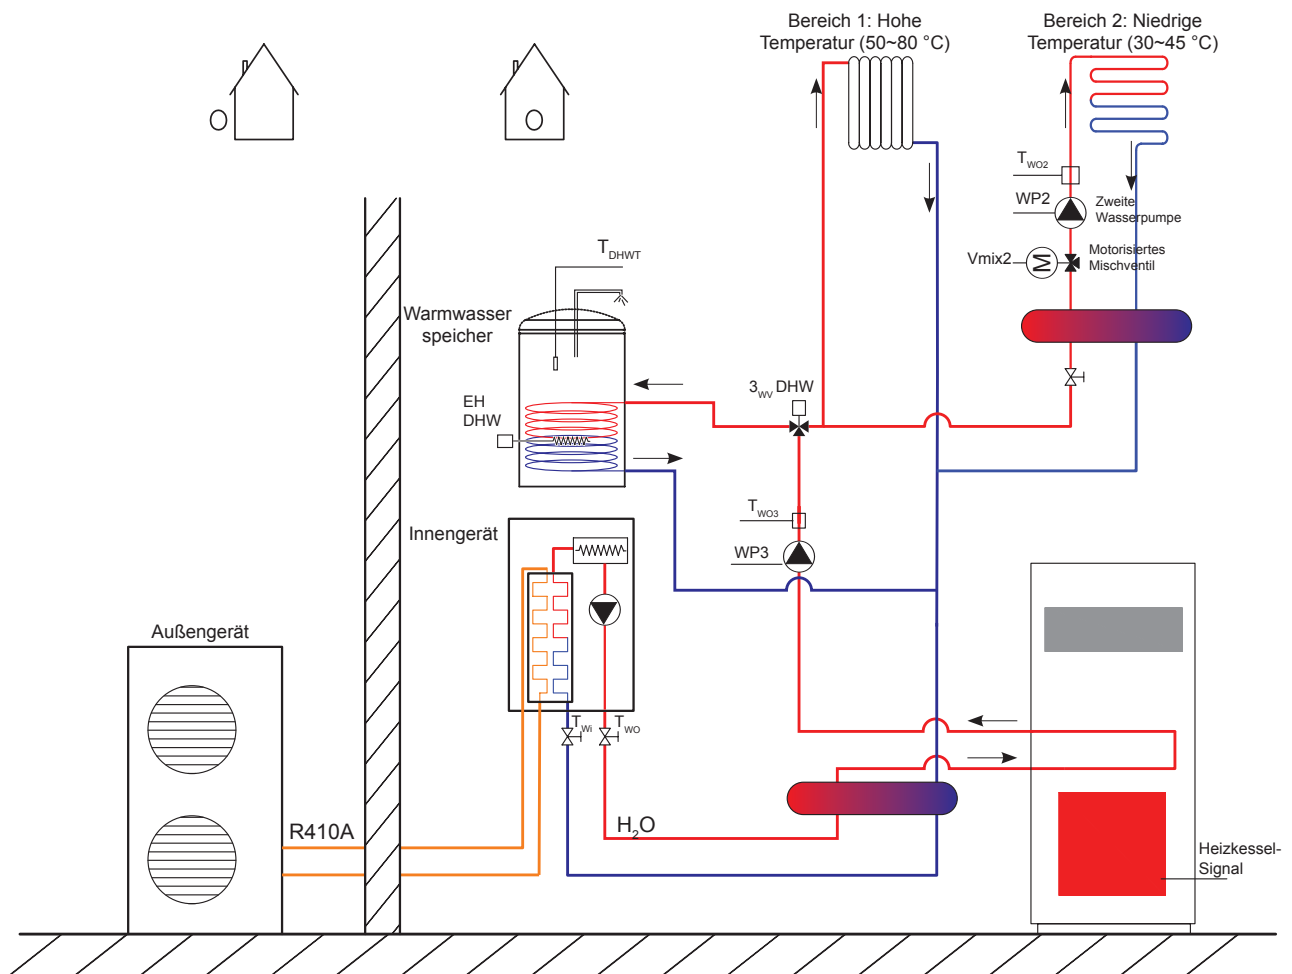 Bereich 1: Hohe
Temperatur (50~80 °C)
Bereich 2: Niedrige
Temperatur (30~45 °C)
TWO2
WP2
Zweite
Wasserpumpe
Vmix2
M
Motorisiertes
Mischventil
TDHWT
Warmwasser
speicher
3WV DHW
EH
DHW
TWO3
WP3
Innengerät
Außengerät
TWi
TWO
R410A
H2O
Heizkessel-
Signal